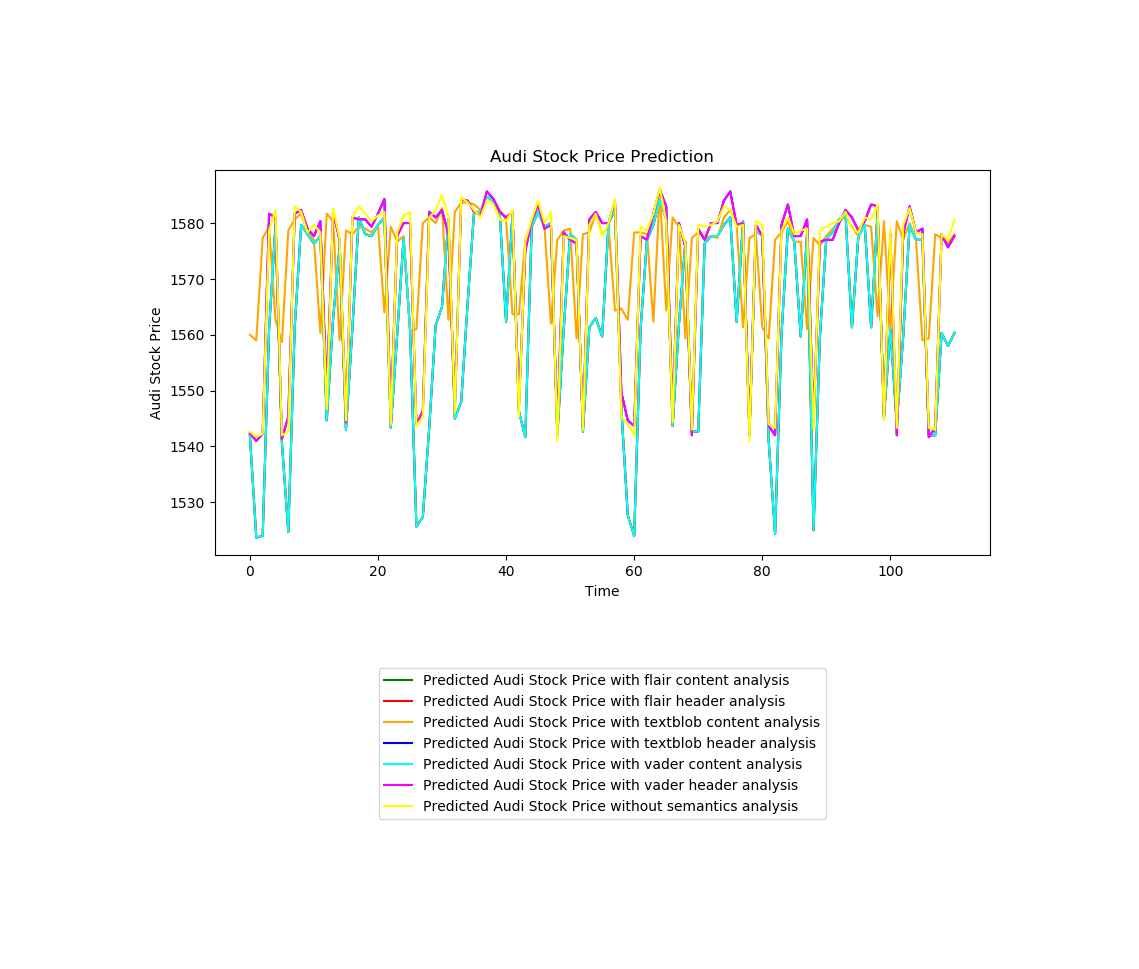 Audi Stock Price Prediction
Audi Stock Price
1580
1570
1560
1550
1540
1530
0 20 40 60 80 100
Time
Predicted Audi Stock Price with flair content analysis
Predicted Audi Stock Price with flair header analysis
Predicted Audi Stock Price with textblob content analysis
Predicted Audi Stock Price with textblob header analysis
Predicted Audi Stock Price with vader content analysis
Predicted Audi Stock Price with vader header analysis
Predicted Audi Stock Price without semantics analysis